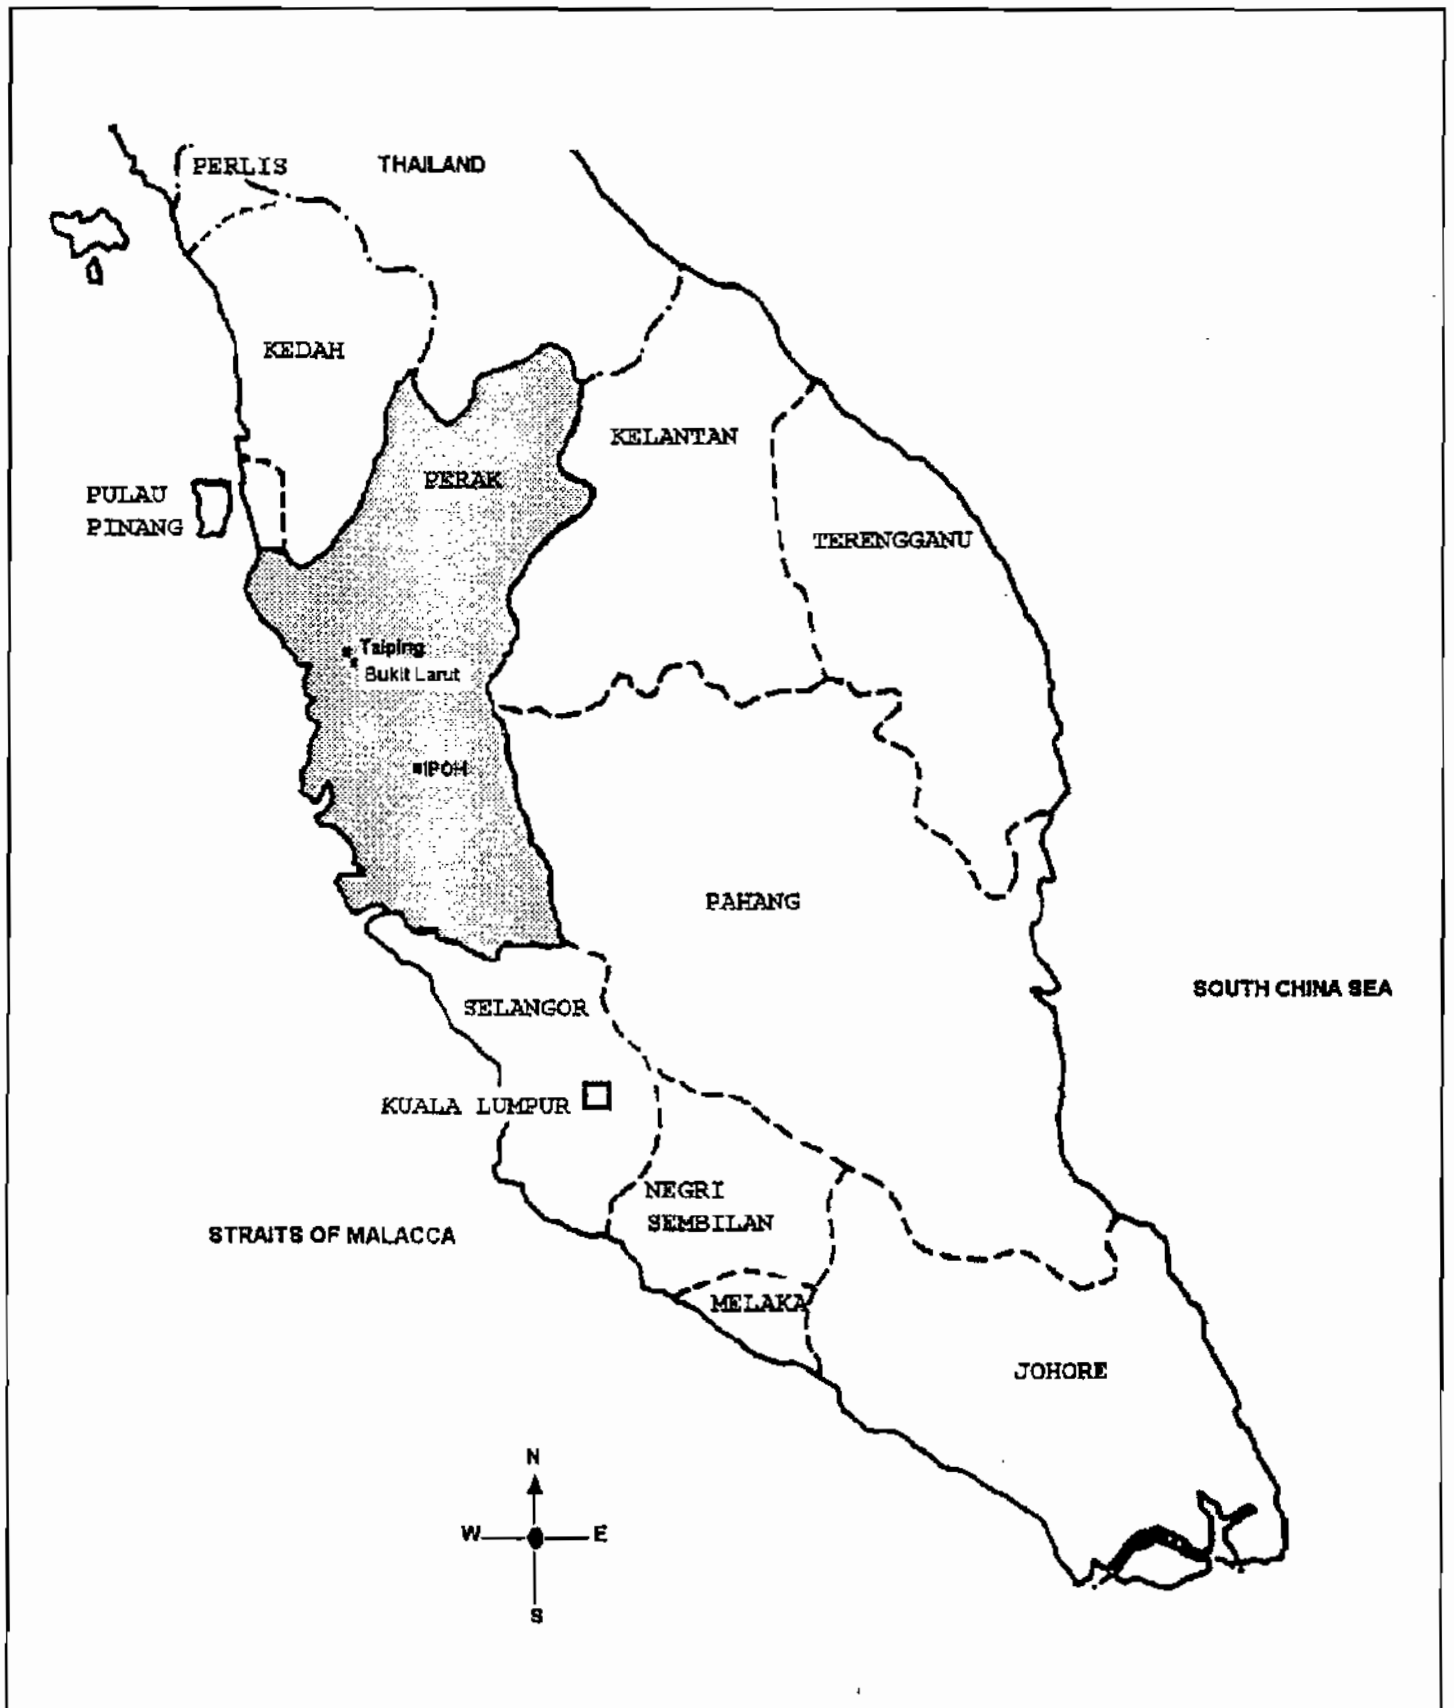 PERLIS
THAILAND
KEDAH
KELANTAN
PERAK
PULAU
PINANG
TERENGGANU
Taiping
Bukit Larut
IPOH
PAHANG
SOUTH CHINA SEA
SELANGOR
KUALA LUMPUR
NEGRI
SEMBILAN
STRAITS OF MALACCA
MELAKA
JOHORE
N
W
E
S